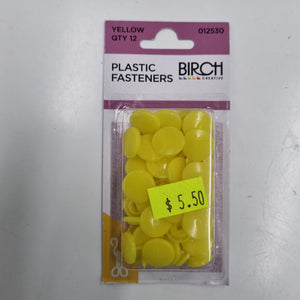 YELLOW
QTY 12
012530
PLASTIC
FASTENERS
BIRCH
CREATIVE
$5.50